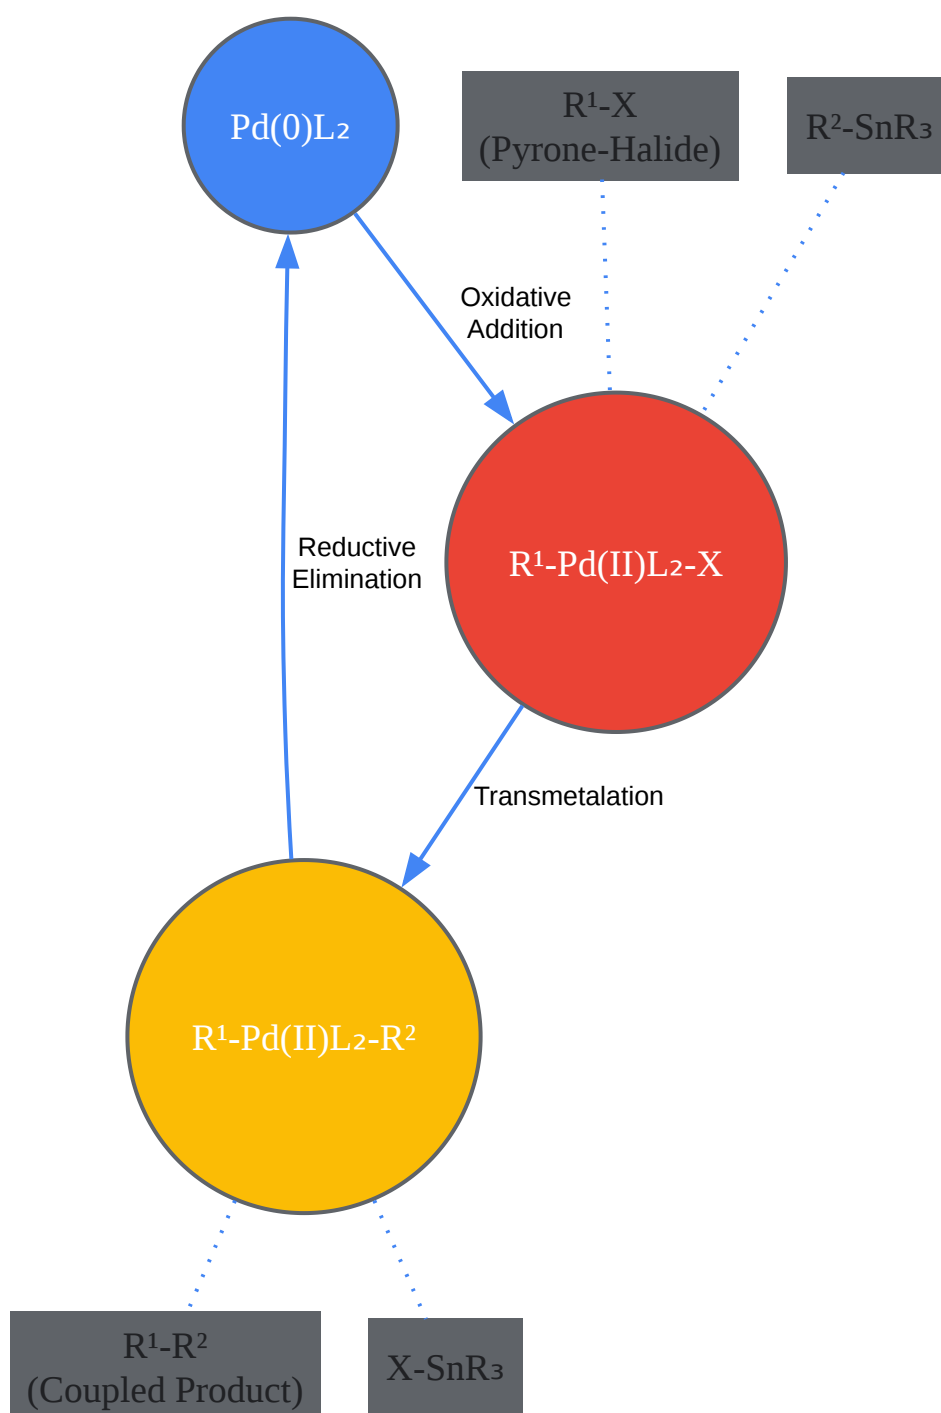 Pd(0)L₂
R¹-X
(Pyrone-Halide)
R²-SnR₃
Oxidative
Addition
R¹-Pd(II)L₂-X
Reductive
Elimination
Transmetalation
R¹-Pd(II)L₂-R²
R¹-R²
(Coupled Product)
X-SnR₃